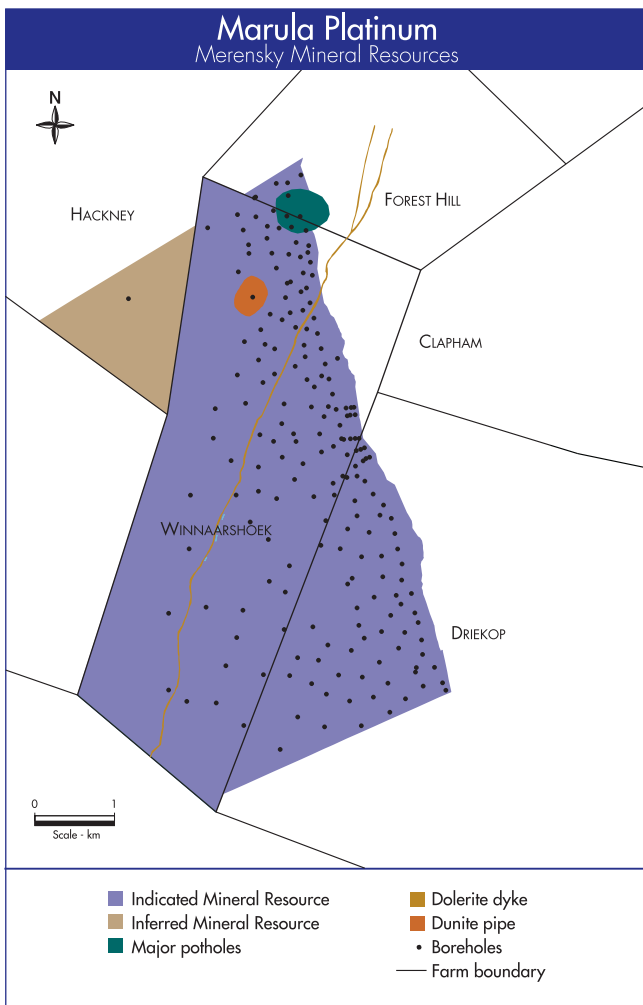 Marula Platinum
Merensky Mineral Resources
N
FOREST HILL
HACKNEY
CLAPHAM
WINNAARSHOEK
DRIEKOP
0 1
Scale - km
Indicated Mineral Resource
Inferred Mineral Resource
Major potholes
Dolerite dyke
Dunite pipe
Boreholes
Farm boundary